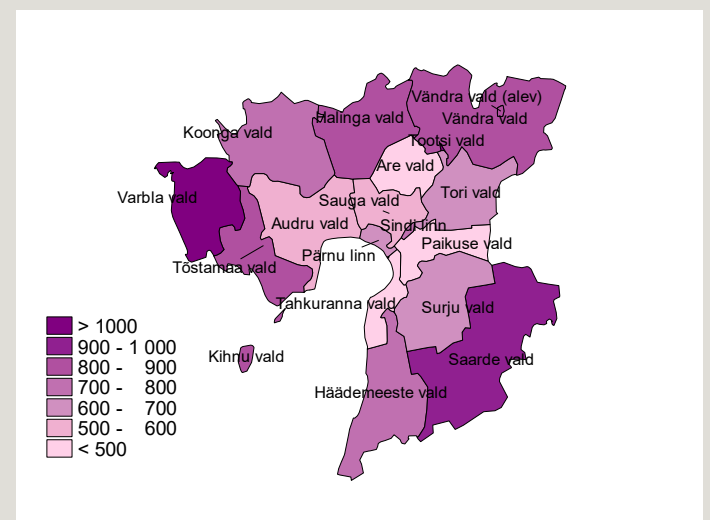 Vändra vald (alev)
Halinga vald
Vändra vald
Koonga vald
Tootsi vald
Are vald
Varbla vald
Tori vald
Sauga vald
Audru vald
Sindi linn
Paikuse vald
Pärnu linn
Tõstamaa vald
Tahkuranna vald
Surju vald
Kihnu vald
Saarde vald
Häädemeeste vald
> 1000
900 - 1 000
800 - 900
700 - 800
600 - 700
500 - 600
< 500